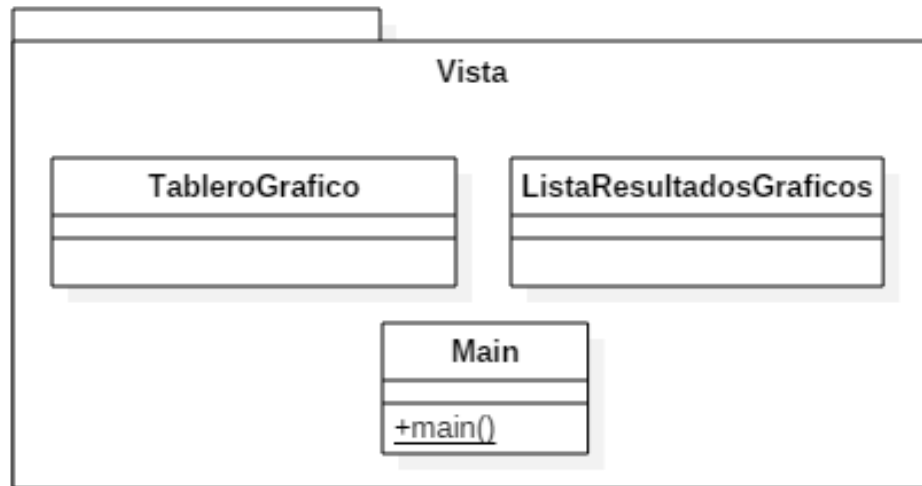 Vista
TableroGrafico
ListaResultadosGraficos
Main
+main()